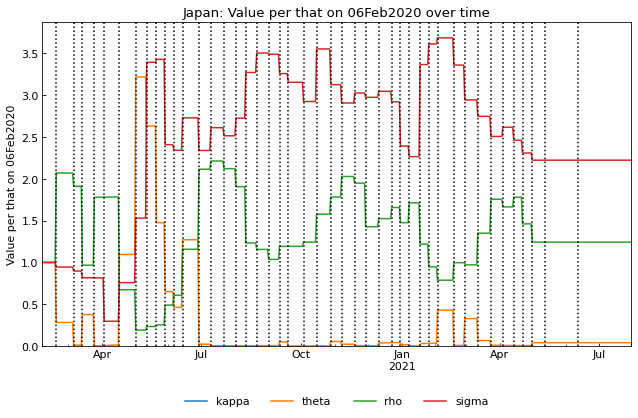 Japan: Value per that on 06Feb2020 over time
Value per that on 06Feb2020
3.5
3.0
2.5
2.0
1.5
1.0
0.5
0.0
Apr Jul Oct Jan Apr Jul
2021
kappa theta rho sigma